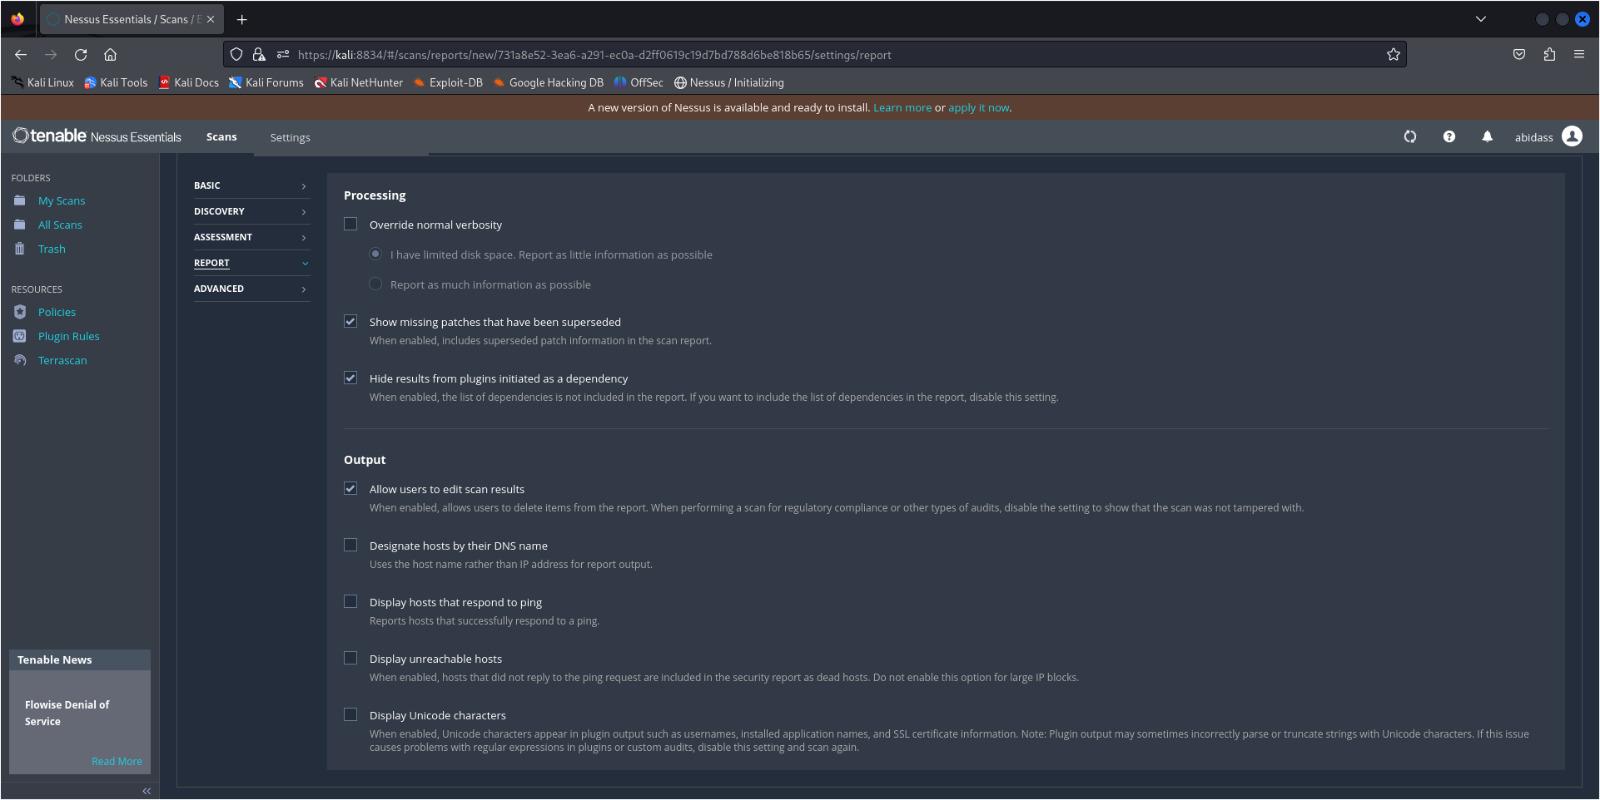 Nessus Essentials / Scans / E
https://kali:8834/#/scans/reports/new/731a8e52-3ea6-a291-ec0a-d2ff0619c19d7bd788d6be818b65/settings/report
Kali Linux Kali Tools Kali Docs Kali Forums Kali NetHunter Exploit-DB Google Hacking DB OffSec Nessus / Initializing
A new version of Nessus is available and ready to install. Learn more or apply it now.
tenable Nessus Essentials Scans Settings abidass
FOLDERS
My Scans
All Scans
Trash
RESOURCES
Policies
Plugin Rules
Terrascan
Tenable News
Flowise Denial of
Service
Read More
BASIC
DISCOVERY
ASSESSMENT
REPORT
ADVANCED
Processing
Override normal verbosity
I have limited disk space. Report as little information as possible
Report as much information as possible
Show missing patches that have been superseded
When enabled, includes superseded patch information in the scan report.
Hide results from plugins initiated as a dependency
When enabled, the list of dependencies is not included in the report. If you want to include the list of dependencies in the report, disable this setting.
Output
Allow users to edit scan results
When enabled, allows users to delete items from the report. When performing a scan for regulatory compliance or other types of audits, disable the setting to show that the scan was not tampered with.
Designate hosts by their DNS name
Uses the host name rather than IP address for report output.
Display hosts that respond to ping
Reports hosts that successfully respond to a ping.
Display unreachable hosts
When enabled, hosts that did not reply to the ping request are included in the security report as dead hosts. Do not enable this option for large IP blocks.
Display Unicode characters
When enabled, Unicode characters appear in plugin output such as usernames, installed application names, and SSL certificate information. Note: Plugin output may sometimes incorrectly parse or truncate strings with Unicode characters. If this issue
causes problems with regular expressions in plugins or custom audits, disable this setting and scan again.